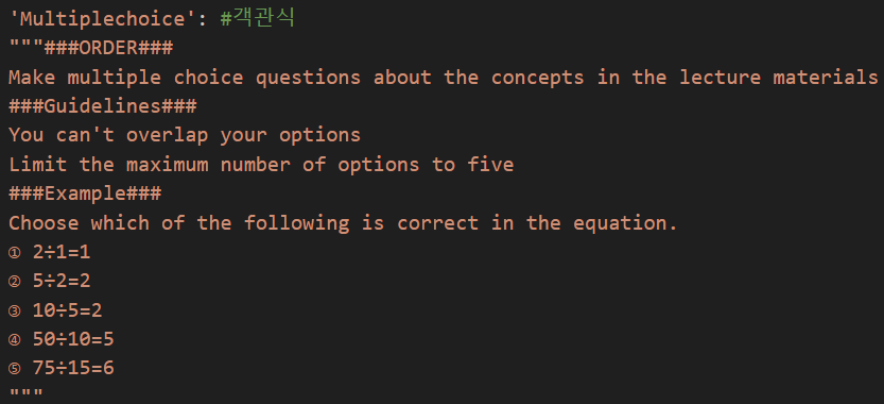 'Multiplechoice': #객관식
"""###ORDER###
Make multiple choice questions about the concepts in the lecture materials
###Guidelines###
You can't overlap your options
Limit the maximum number of options to five
###Example###
Choose which of the following is correct in the equation.
① 2÷1=1
② 5÷2=2
③ 10÷5=2
④ 50÷10=5
⑤ 75÷15=6
"""